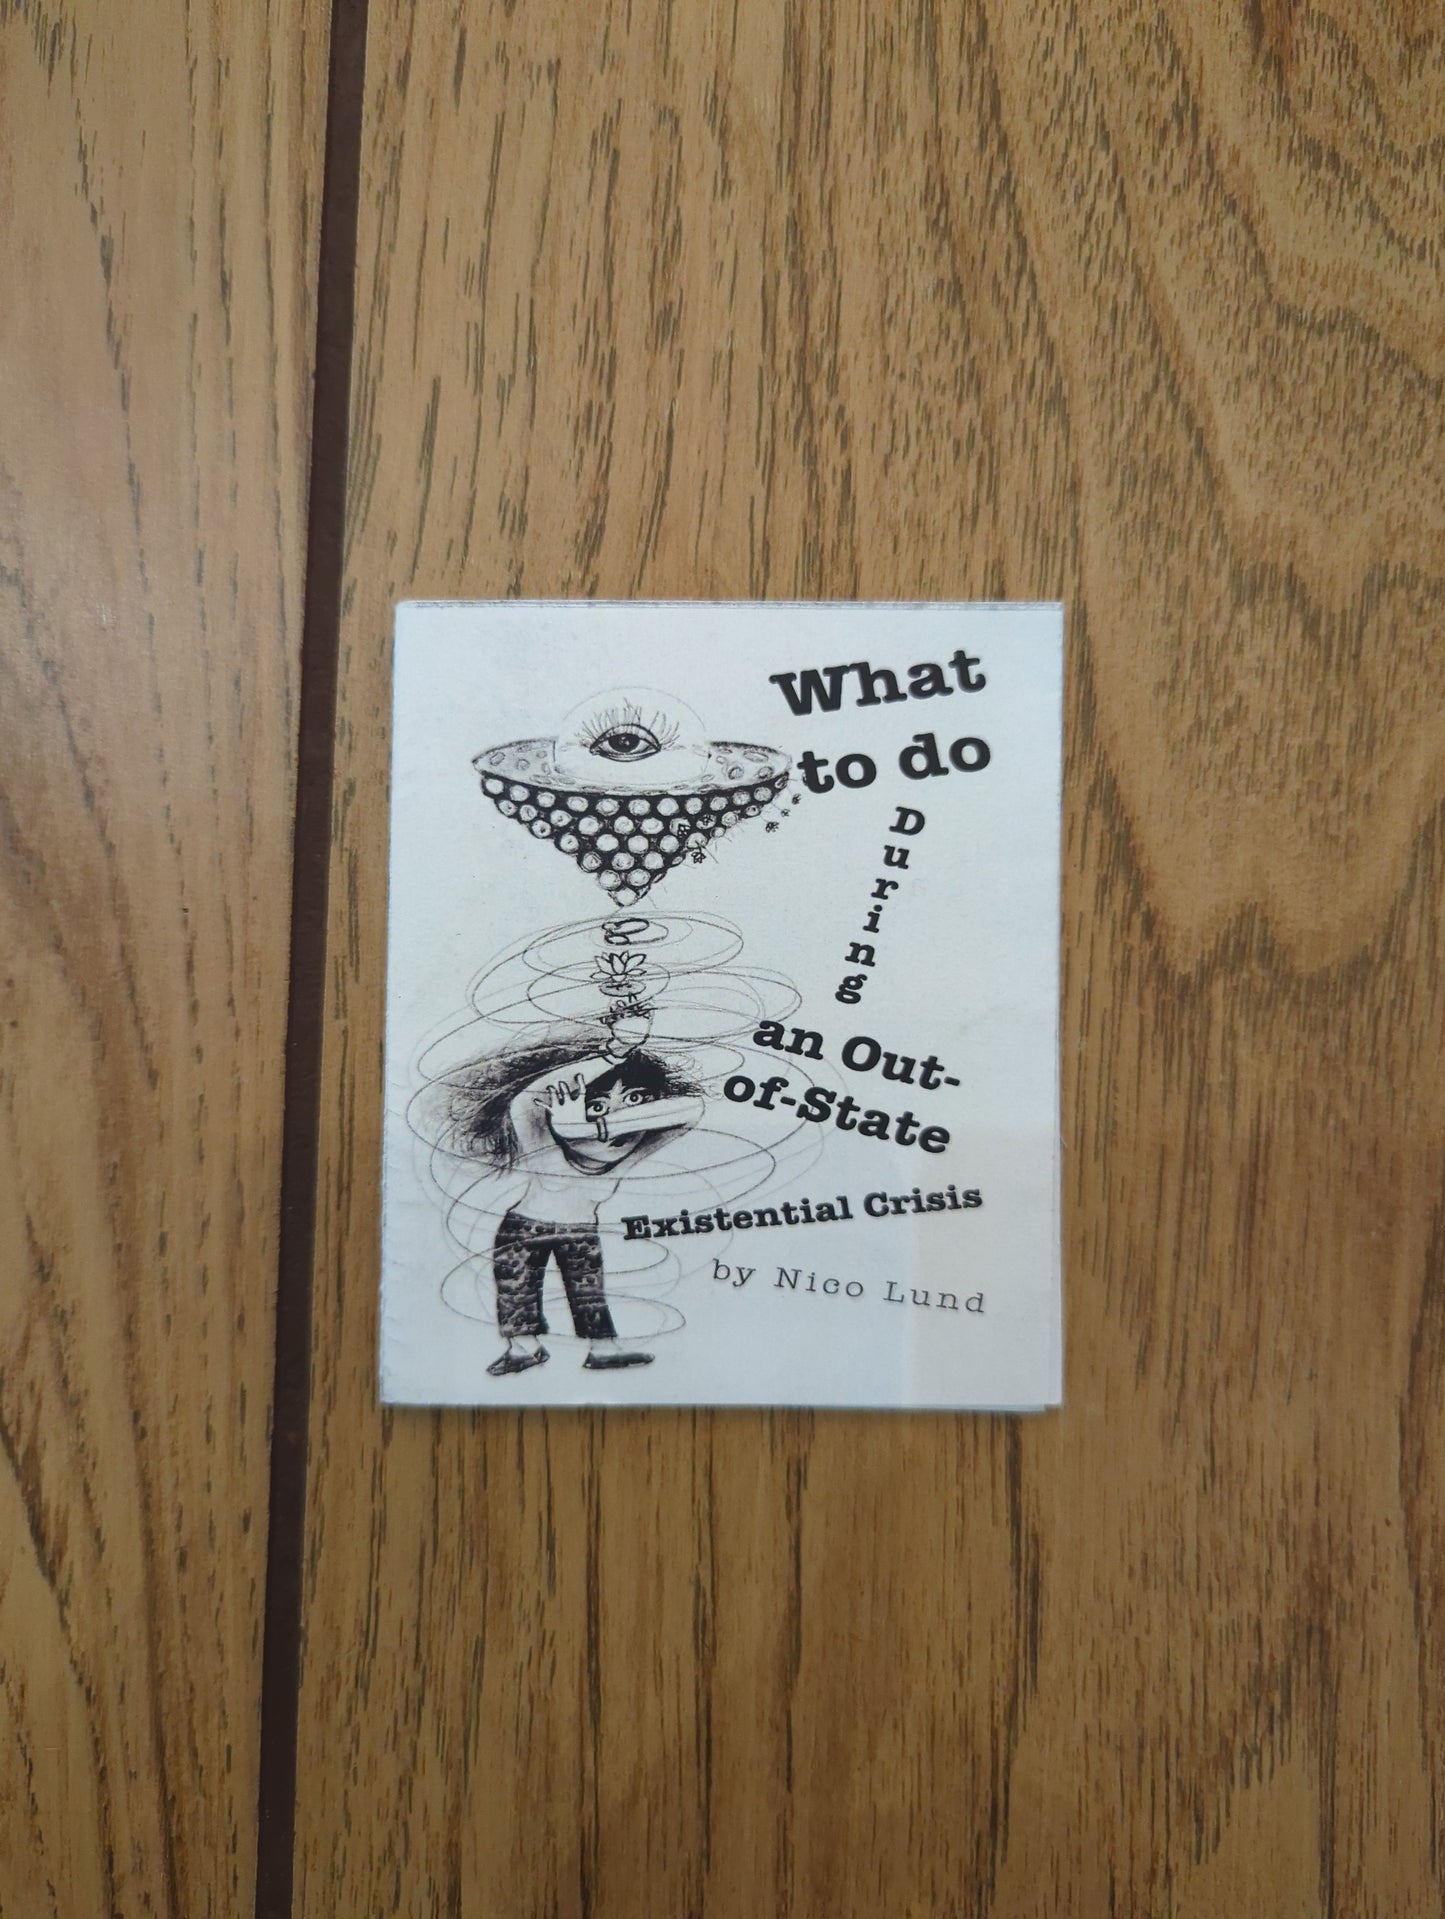 What
to do
During
an Out-
of-State
Existential Crisis
by Nico Lund